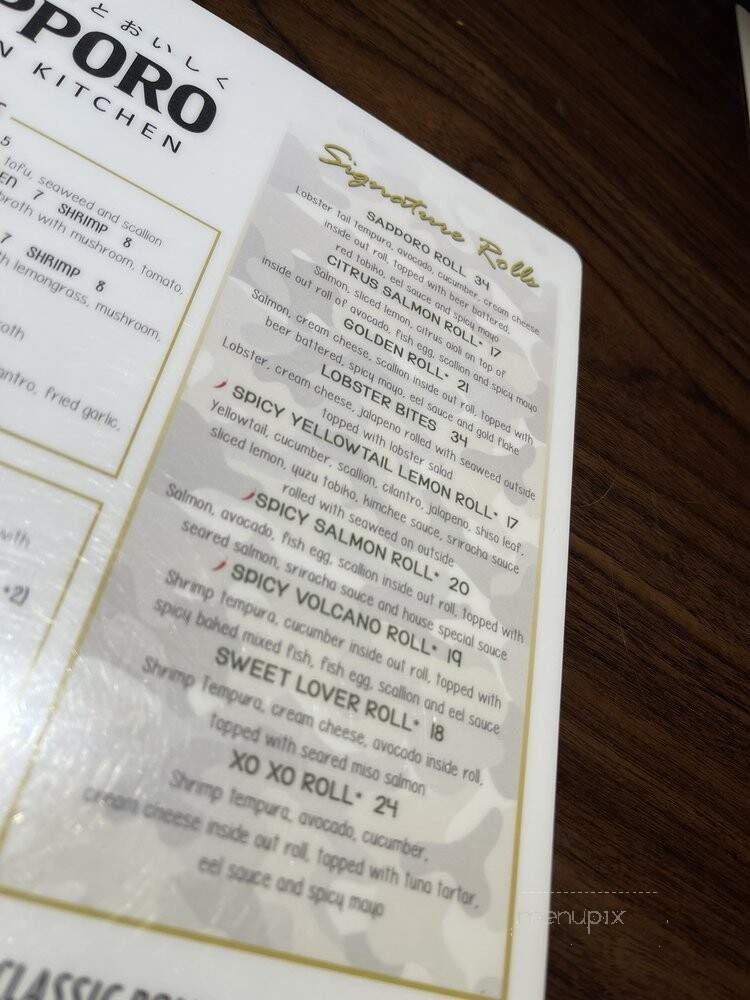 とおいしく
PPORO
N KITCHEN
5
tofu, seaweed and scallion
EN 7 SHRIMP 8
broth with mushroom, tomato,
7 SHRIMP 8
lemongrass, mushroom,
fried garlic,
with
+2)
Signature Rolls
SAPPORO ROLL 34
Lobster tail tempura, avocado, cucumber, cream cheese
inside out roll, topped with beer battered,
red tobiko, eel sauce and spicy mayo
CITRUS SALMON ROLL* 17
Salmon, sliced lemon, citrus aioli on top of
inside out roll of avocado, fish egg, scallion and spicy mayo
GOLDEN ROLL* 21
Salmon, cream cheese, scallion inside out roll, topped with
beer battered, spicy mayo, eel sauce and gold flake
LOBSTER BITES 34
Lobster, cream cheese, jalapeno rolled with seaweed outside
topped with lobster salad
SPICY YELLOWTAIL LEMON ROLL* 17
Yellowtail, cucumber, scallion, cilantro, jalapeno, shiso leaf,
sliced lemon, yuzu tobiko, kimchee sauce, sriracha sauce
rolled with seaweed on outside
SPICY SALMON ROLL* 20
Salmon, avocado, fish egg, scallion inside out roll, topped with
seared salmon, sriracha sauce and house special sauce
SPICY VOLCANO ROLL* 19
Shrimp tempura, cucumber inside out roll, topped with
spicy baked mixed fish, fish egg, scallion and eel sauce
SWEET LOVER ROLL* 18
Shrimp Tempura, cream cheese, avocado inside roll,
topped with seared miso salmon
XO XO ROLL* 24
Shrimp tempura, avocado, cucumber,
cream cheese inside out roll, topped with tuna tartar,
eel sauce and spicy mayo
menupix